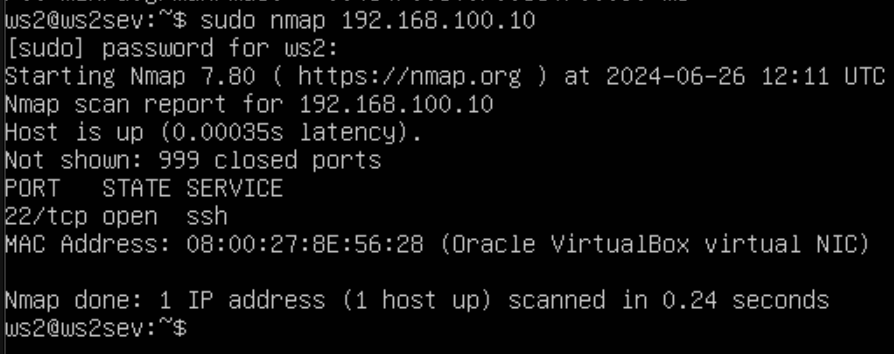 ws2@ws2sev:~$ sudo nmap 192.168.100.10
[sudo] password for ws2:
Starting Nmap 7.80 ( https://nmap.org ) at 2024-06-26 12:11 UTC
Nmap scan report for 192.168.100.10
Host is up (0.00035s latency).
Not shown: 999 closed ports
PORT   STATE SERVICE
22/tcp open  ssh
MAC Address: 08:00:27:8E:56:28 (Oracle VirtualBox virtual NIC)

Nmap done: 1 IP address (1 host up) scanned in 0.24 seconds
ws2@ws2sev:~$